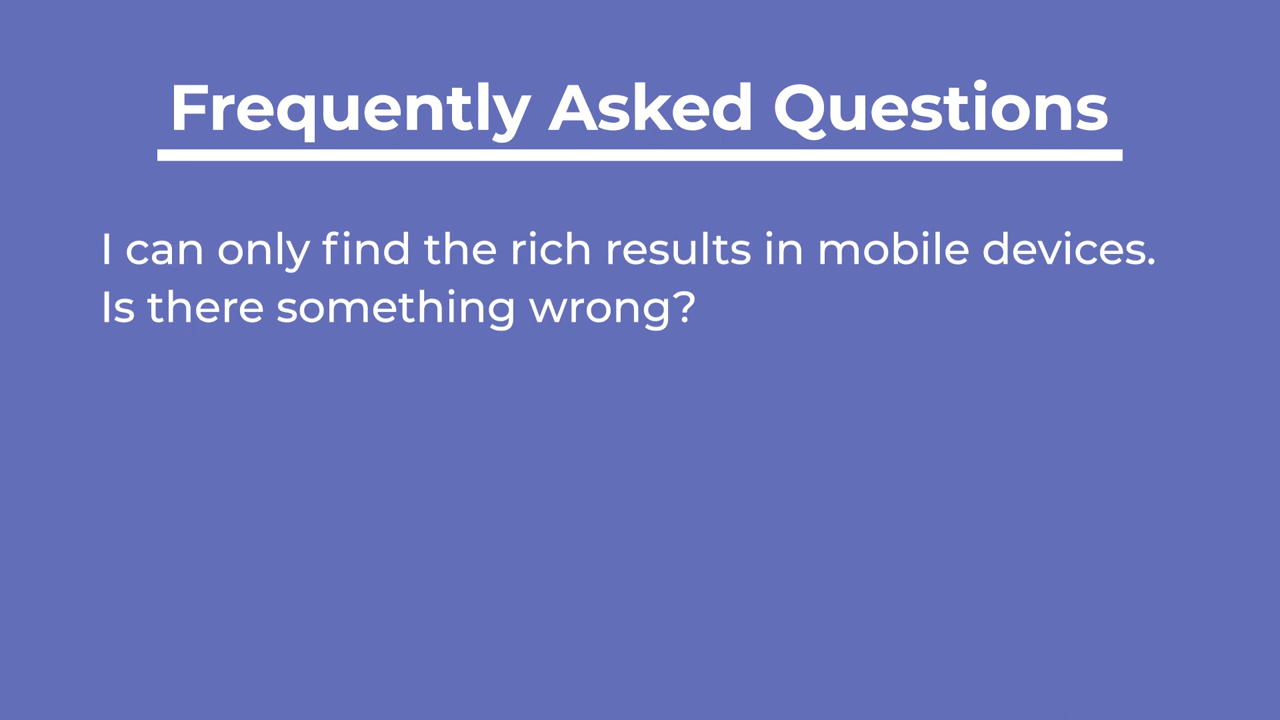 Frequently Asked Questions
I can only find the rich results in mobile devices.
Is there something wrong?